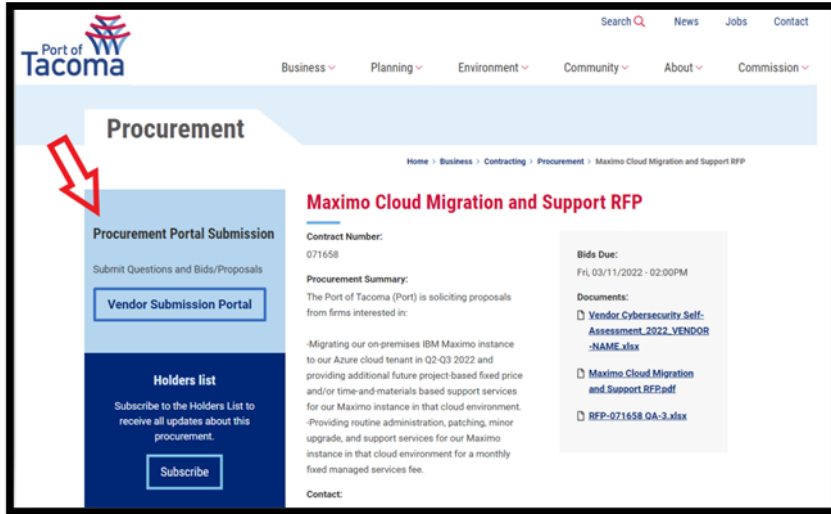 Port of
Tacoma
Search
News
Jobs
Contact
Business
Planning
Environment
Community
About
Commission
Procurement
Home > Business > Contracting > Procurement > Maximo Cloud Migration and Support RFP
Procurement Portal Submission
Submit Questions and Bids/Proposals
Vendor Submission Portal
Holders list
Subscribe to the Holders List to
receive all updates about this
procurement.
Subscribe
Maximo Cloud Migration and Support RFP
Contract Number:
071658
Procurement Summary:
The Port of Tacoma (Port) is soliciting proposals
from firms interested in:
-Migrating our on-premises IBM Maximo instance
to our Azure cloud tenant in Q2-Q3 2022 and
providing additional future project-based fixed price
and/or time-and-materials based support services
for our Maximo instance in that cloud environment.
-Providing routine administration, patching, minor
upgrade, and support services for our Maximo
instance in that cloud environment for a monthly
fixed managed services fee.
Contact:
Bids Due:
Fri, 03/11/2022 - 02:00PM
Documents:
Vendor Cybersecurity Self-
Assessment_2022_VENDOR
-NAME.xlsx
Maximo Cloud Migration
and Support RFP.pdf
RFP-071658 QA-3.xlsx